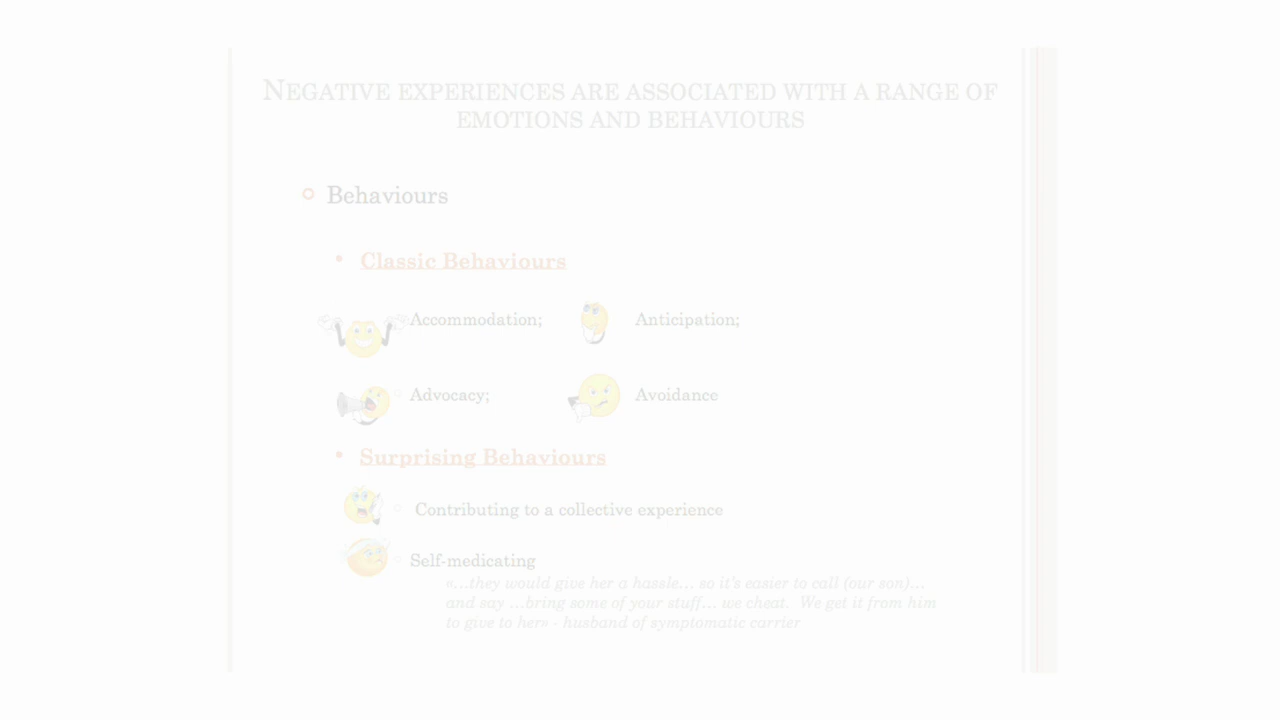 NEGATIVE EXPERIENCES ARE ASSOCIATED WITH A RANGE OF
EMOTIONS AND BEHAVIOURS
Behaviours
Classic Behaviours
Accommodation; Anticipation;
Advocacy; Avoidance
Surprising Behaviours
Contributing to a collective experience
Self-medicating
«…they would give her a hassle… so it's easier to call (our son)…
and say …bring some of your stuff… we cheat. We get it from him
to give to her» - husband of symptomatic carrier